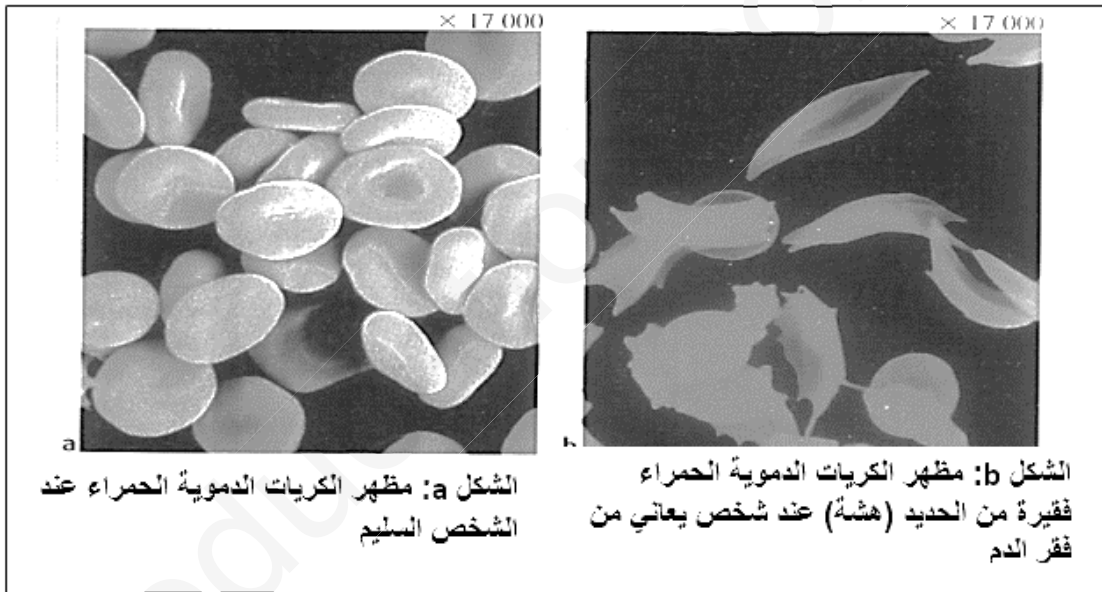 × 17 000
× 17 000
a
b
الشكل a: مظهر الكريات الدموية الحمراء عند
الشخص السليم
الشكل b: مظهر الكريات الدموية الحمراء
فقيرة من الحديد (هشة) عند شخص يعاني من
فقر الدم